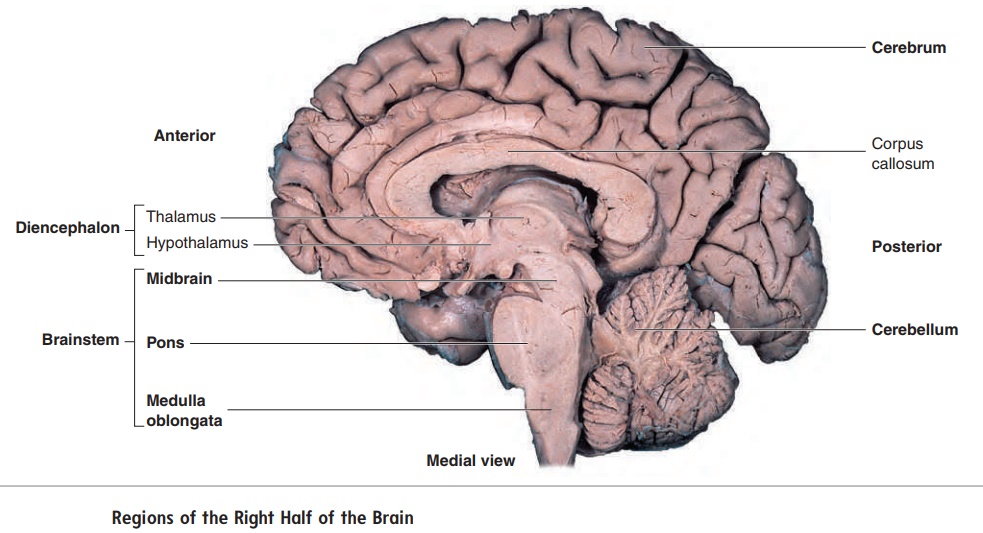 Cerebrum
Anterior
Corpus
callosum
Diencephalon
Thalamus
Hypothalamus
Posterior
Midbrain
Brainstem
Pons
Cerebellum
Medulla
oblongata
Medial view
Regions of the Right Half of the Brain